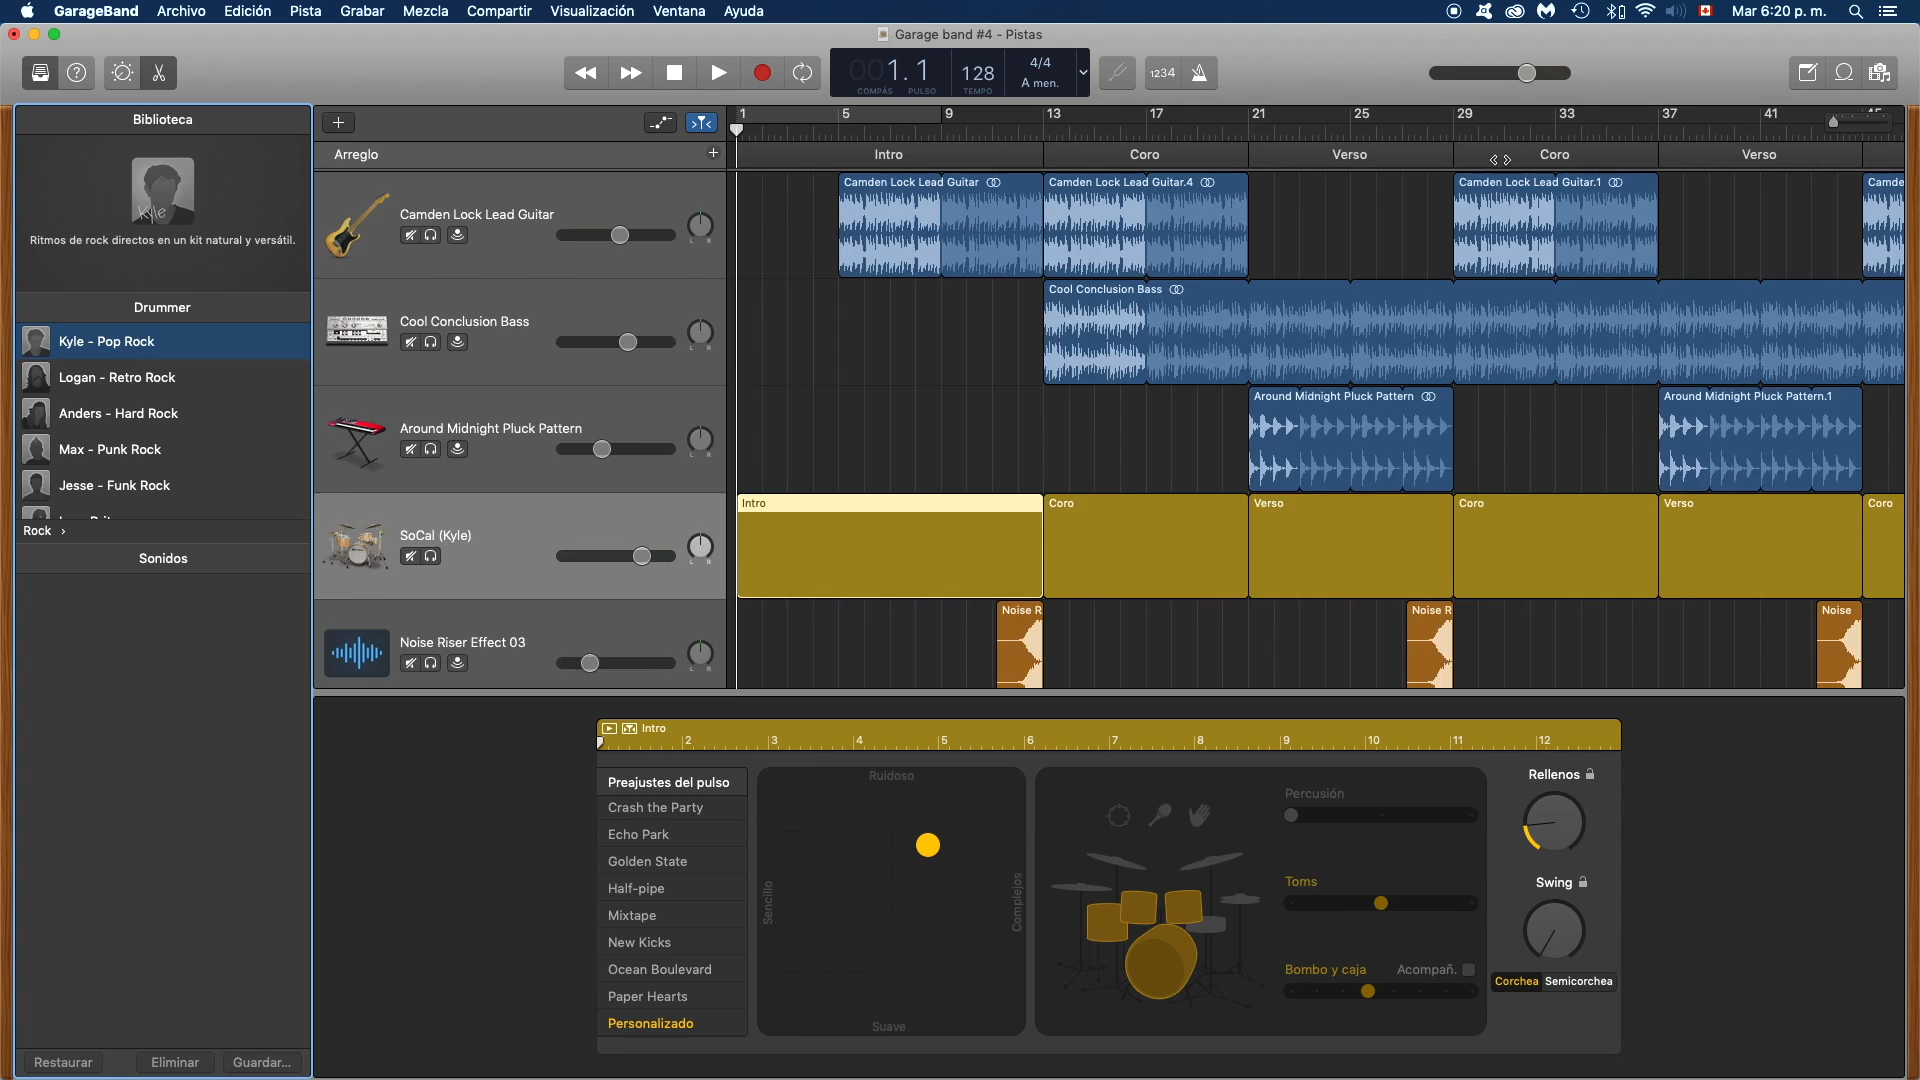 GarageBand Archivo Edición Pista Grabar Mezcla Compartir Visualización Ventana Ayuda Mar 6:20 p. m.
Garage band #4 - Pistas
001. 1 128 4/4 A men.
COMPÁS PULSO TEMPO
1234
Biblioteca
Kyle
Ritmos de rock directos en un kit natural y versátil.
Drummer
Kyle - Pop Rock
Logan - Retro Rock
Anders - Hard Rock
Max - Punk Rock
Jesse - Funk Rock
Rock
Sonidos
Restaurar Eliminar Guardar...
1 5 9 13 17 21 25 29 33 37 41 45
Arreglo
Intro Coro Verso Coro Verso
Camden Lock Lead Guitar
L R
Camden Lock Lead Guitar Camden Lock Lead Guitar.4 Camden Lock Lead Guitar.1 Camde
Cool Conclusion Bass
L R
Cool Conclusion Bass
Around Midnight Pluck Pattern
L R
Around Midnight Pluck Pattern Around Midnight Pluck Pattern.1
SoCal (Kyle)
Intro Coro Verso Coro Verso Coro
Noise Riser Effect 03
L R
Noise R Noise R Noise
Intro
2 3 4 5 6 7 8 9 10 11 12
Preajustes del pulso
Crash the Party
Echo Park
Golden State
Half-pipe
Mixtape
New Kicks
Ocean Boulevard
Paper Hearts
Personalizado
Ruidoso
Sencillo
Complejos
Suave
Percusión
Toms
Bombo y caja Acompañ.
Rellenos
Swing
Corchea Semicorchea